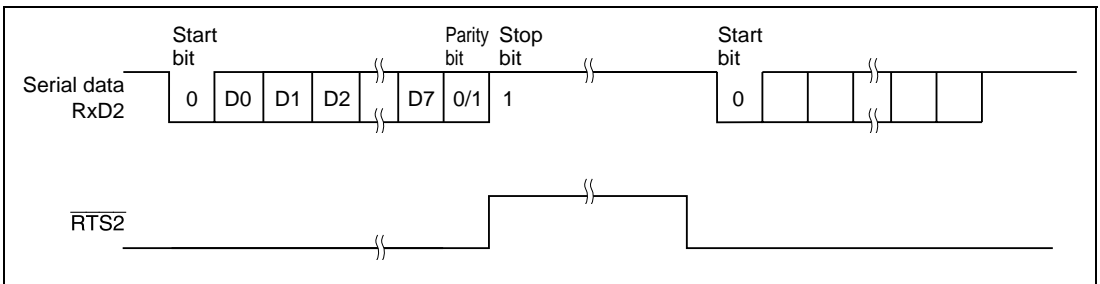 Start bit
Parity bit
Stop bit
Start bit
Serial data RxD2
0 D0 D1 D2 D7 0/1 1 0
RTS2